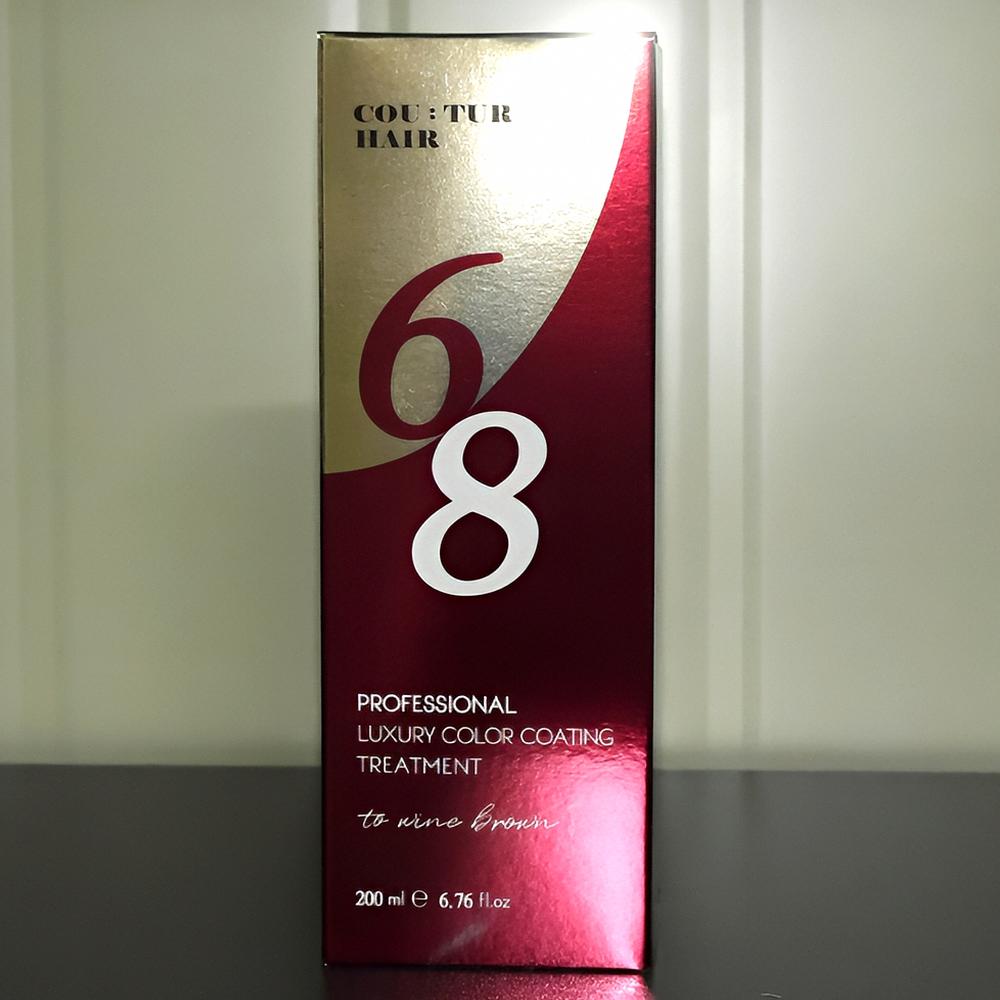 COU:TUR
HAIR
6
8
PROFESSIONAL
LUXURY COLOR COATING
TREATMENT
to wine brown
200 ml ℮ 6.76 fl.oz